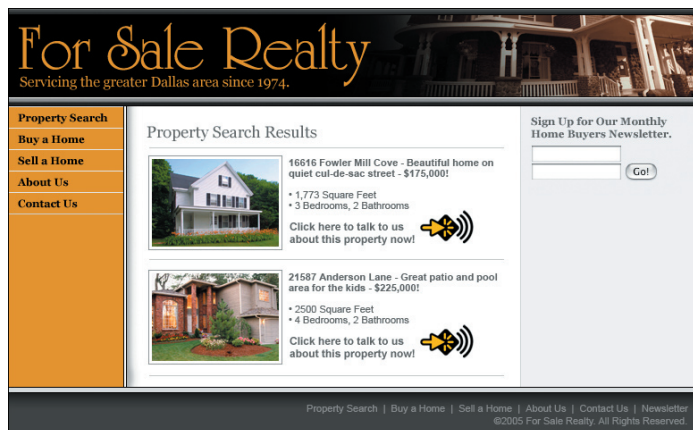 For Sale Realty
Servicing the greater Dallas area since 1974.
Property Search
Buy a Home
Sell a Home
About Us
Contact Us
Property Search Results
16616 Fowler Mill Cove - Beautiful home on
quiet cul-de-sac street - $175,000!
• 1,773 Square Feet
• 3 Bedrooms, 2 Bathrooms
Click here to talk to us
about this property now!
21587 Anderson Lane - Great patio and pool
area for the kids - $225,000!
• 2500 Square Feet
• 4 Bedrooms, 2 Bathrooms
Click here to talk to us
about this property now!
Sign Up for Our Monthly
Home Buyers Newsletter.
Go!
Property Search | Buy a Home | Sell a Home | About Us | Contact Us | Newsletter
©2005 For Sale Realty. All Rights Reserved.